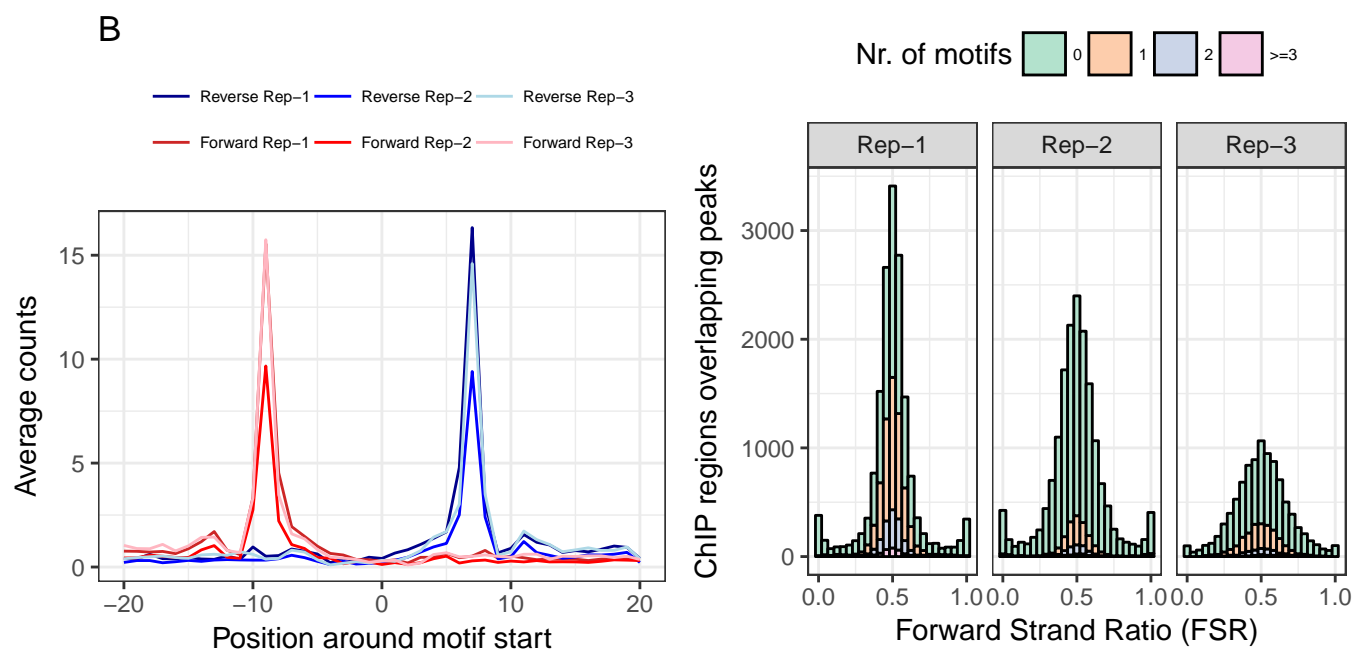 B
Reverse Rep−1 Reverse Rep−2 Reverse Rep−3
Forward Rep−1 Forward Rep−2 Forward Rep−3
Average counts
15
10
5
0
−20 −10 0 10 20
Position around motif start
Nr. of motifs 0 1 2 >=3
Rep−1 Rep−2 Rep−3
ChIP regions overlapping peaks
3000
2000
1000
0
0.0 0.5 1.0 0.0 0.5 1.0 0.0 0.5 1.0
Forward Strand Ratio (FSR)